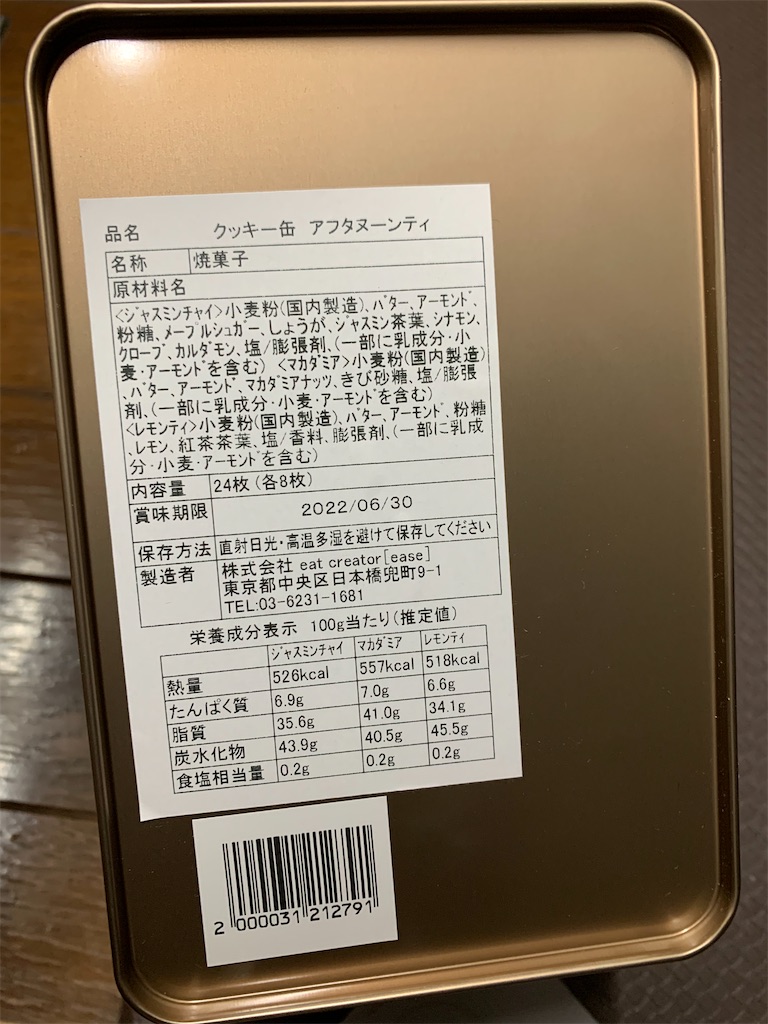 品名 クッキー缶 アフタヌーンティ
名称 焼菓子
原材料名
<ジャスミンチャイ>小麦粉(国内製造)、バター、アーモンド、
粉糖、メープルシュガー、しょうが、ジャスミン茶葉、シナモン、
クローブ、カルダモン、塩/膨張剤、(一部に乳成分・小
麦・アーモンドを含む) <マカダミア>小麦粉(国内製造)
、バター、アーモンド、マカダミアナッツ、きび砂糖、塩/膨張
剤、(一部に乳成分・小麦・アーモンドを含む)
<レモンティ>小麦粉(国内製造)、バター、アーモンド、粉糖
、レモン、紅茶茶葉、塩/香料、膨張剤、(一部に乳成
分・小麦・アーモンドを含む)
内容量 24枚(各8枚)
賞味期限 2022/06/30
保存方法 直射日光・高温多湿を避けて保存してください
製造者 株式会社 eat creator[ease]
東京都中央区日本橋兜町9-1
TEL:03-6231-1681
栄養成分表示 100g当たり(推定値)
ジャスミンチャイ マカダミア レモンティ
熱量 526kcal 557kcal 518kcal
たんぱく質 6.9g 7.0g 6.6g
脂質 35.6g 41.0g 34.1g
炭水化物 43.9g 40.5g 45.5g
食塩相当量 0.2g 0.2g 0.2g
2 000031 212791